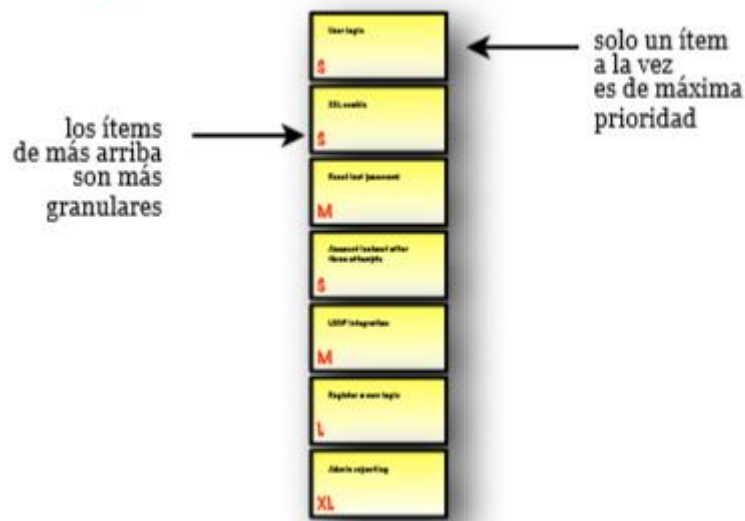 User login
S
solo un ítem
a la vez
es de máxima
prioridad
SSL enable
S
los ítems
de más arriba
son más
granulares
Reset lost password
M
Account lockout after
three attempts
S
LDAP integration
M
Register a new login
L
Admin reporting
XL